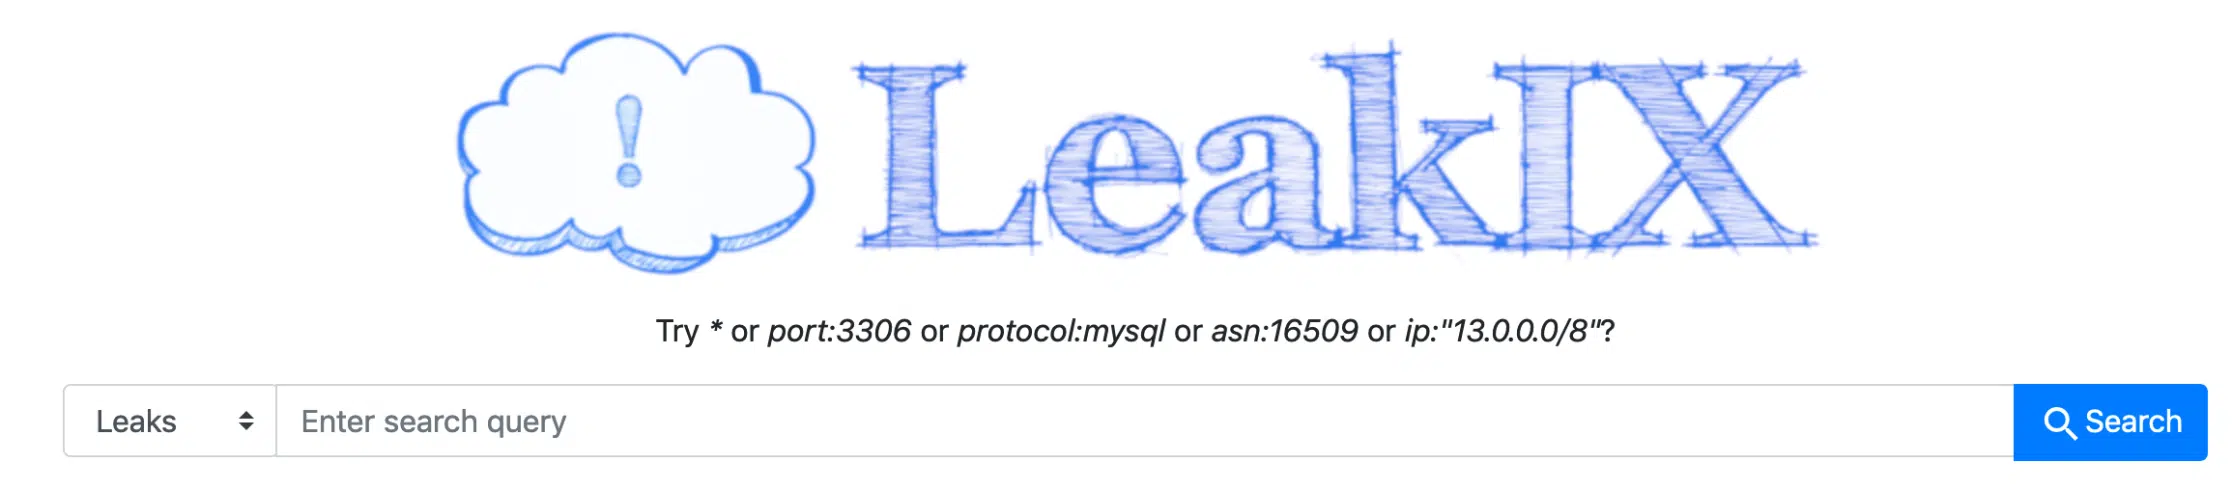 !
LeakIX
Try * or port:3306 or protocol:mysql or asn:16509 or ip:"13.0.0.0/8"?
Leaks Enter search query Search